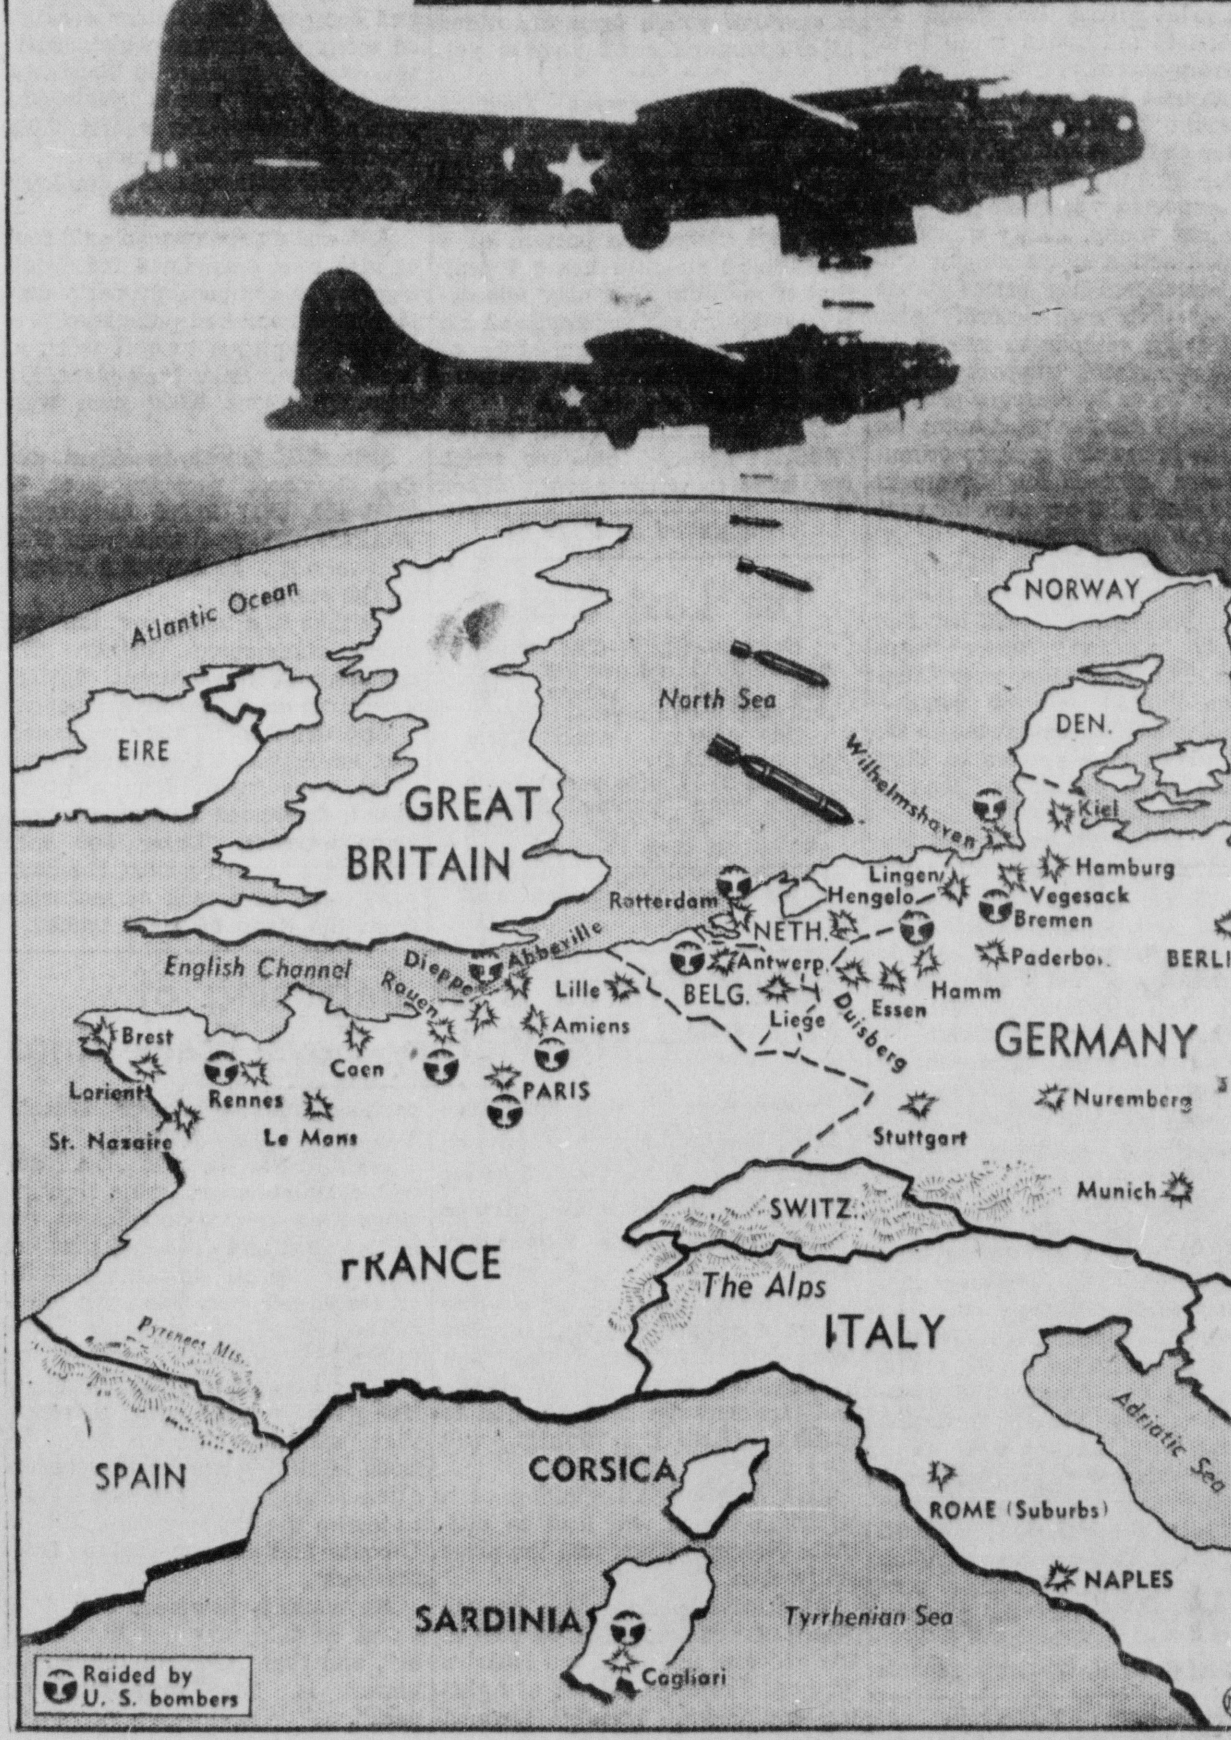 Atlantic Ocean
NORWAY
North Sea
EIRE
DEN.
Wilhelmshaven
GREAT
BRITAIN
Kiel
Hamburg
Lingen
Hengelo
Vegesack
Rotterdam
Bremen
NETH.
Abbeville
English Channel
Dieppe
Antwerp
Paderbo
BERLI
Rouen
Lille
BELG.
Hamm
Essen
Duisberg
Liege
Brest
Amiens
GERMANY
Caen
Lorient
Rennes
PARIS
Nuremberg
St. Nazaire
Le Mans
Stuttgart
Munich
SWITZ.
FRANCE
The Alps
ITALY
Pyrenees Mts.
Adriatic Sea
SPAIN
CORSICA
ROME (Suburbs)
NAPLES
SARDINIA
Tyrrhenian Sea
Cagliari
Raided by
U. S. bombers